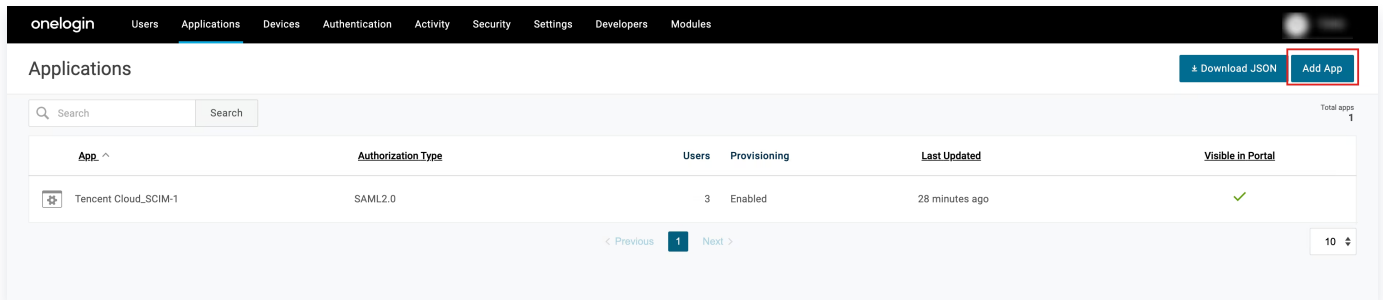 onelogin Users Applications Devices Authentication Activity Security Settings Developers Modules
Applications
Download JSON Add App
Search Search
Total apps
1
App Authorization Type Users Provisioning Last Updated Visible in Portal
Tencent Cloud_SCIM-1 SAML2.0 3 Enabled 28 minutes ago
< Previous 1 Next >
10